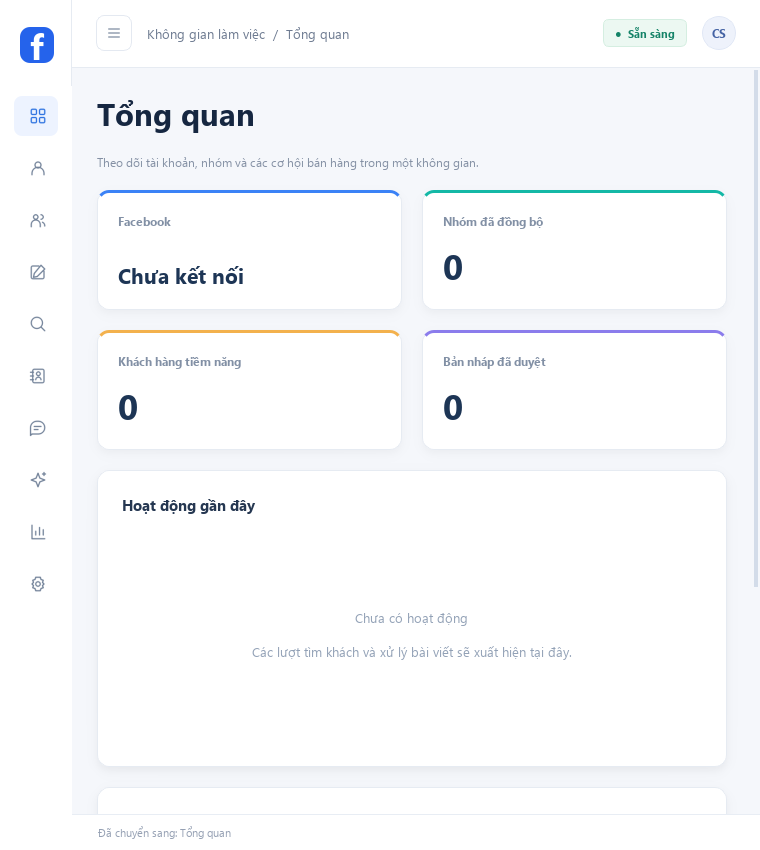 f
Không gian làm việc / Tổng quan
● Sẵn sàng
CS
Tổng quan
Theo dõi tài khoản, nhóm và các cơ hội bán hàng trong một không gian.
Facebook
Chưa kết nối
Nhóm đã đồng bộ
0
Khách hàng tiềm năng
0
Bản nháp đã duyệt
0
Hoạt động gần đây
Chưa có hoạt động
Các lượt tìm khách và xử lý bài viết sẽ xuất hiện tại đây.
Đã chuyển sang: Tổng quan